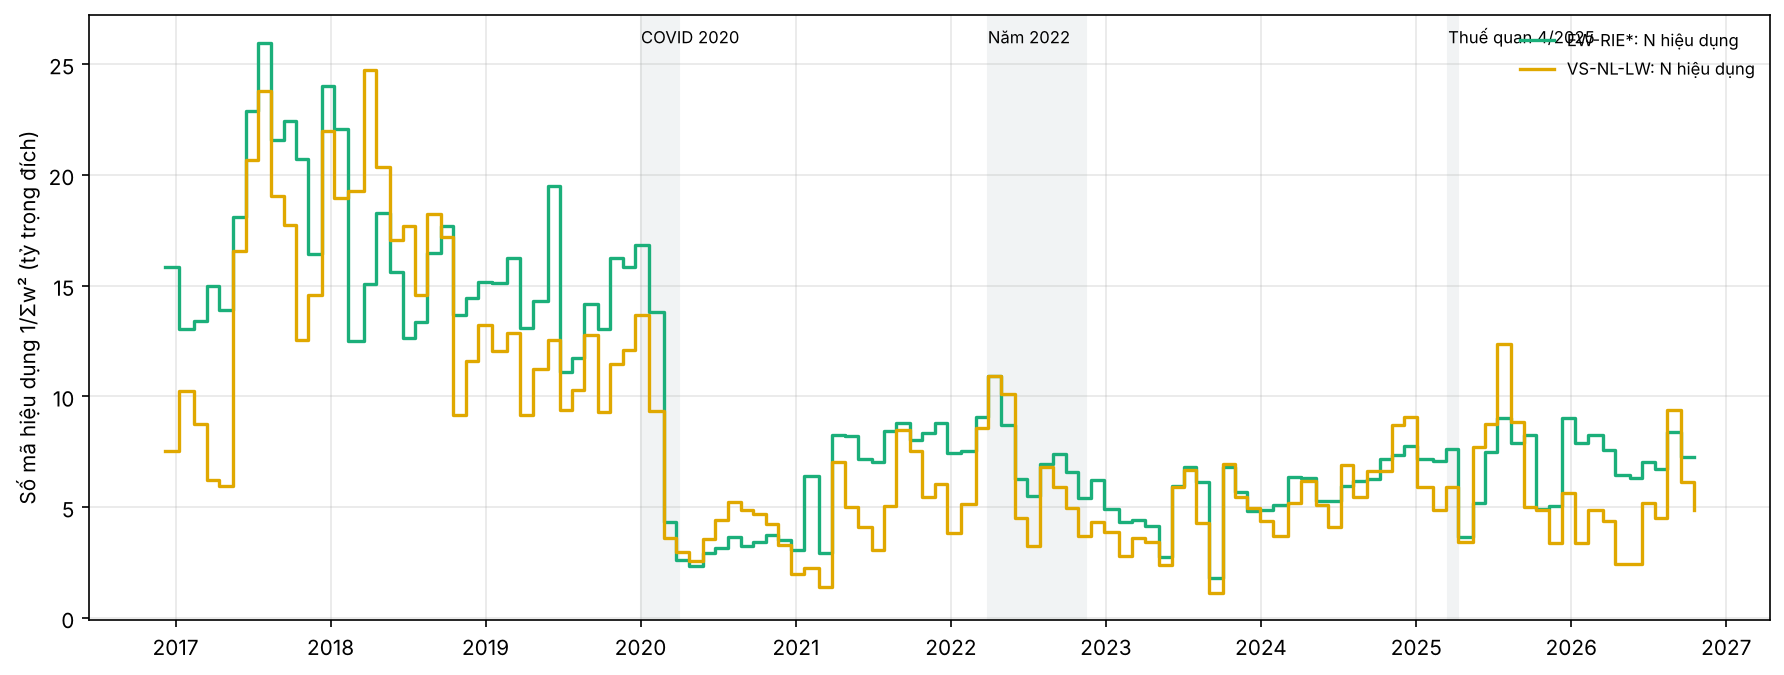 COVID 2020
Năm 2022
Thuế quan 4/2025
EW-RIE*: N hiệu dụng
VS-NL-LW: N hiệu dụng
Số mã hiệu dụng 1/Σw² (tỷ trọng đích)
25
20
15
10
5
0
2017 2018 2019 2020 2021 2022 2023 2024 2025 2026 2027